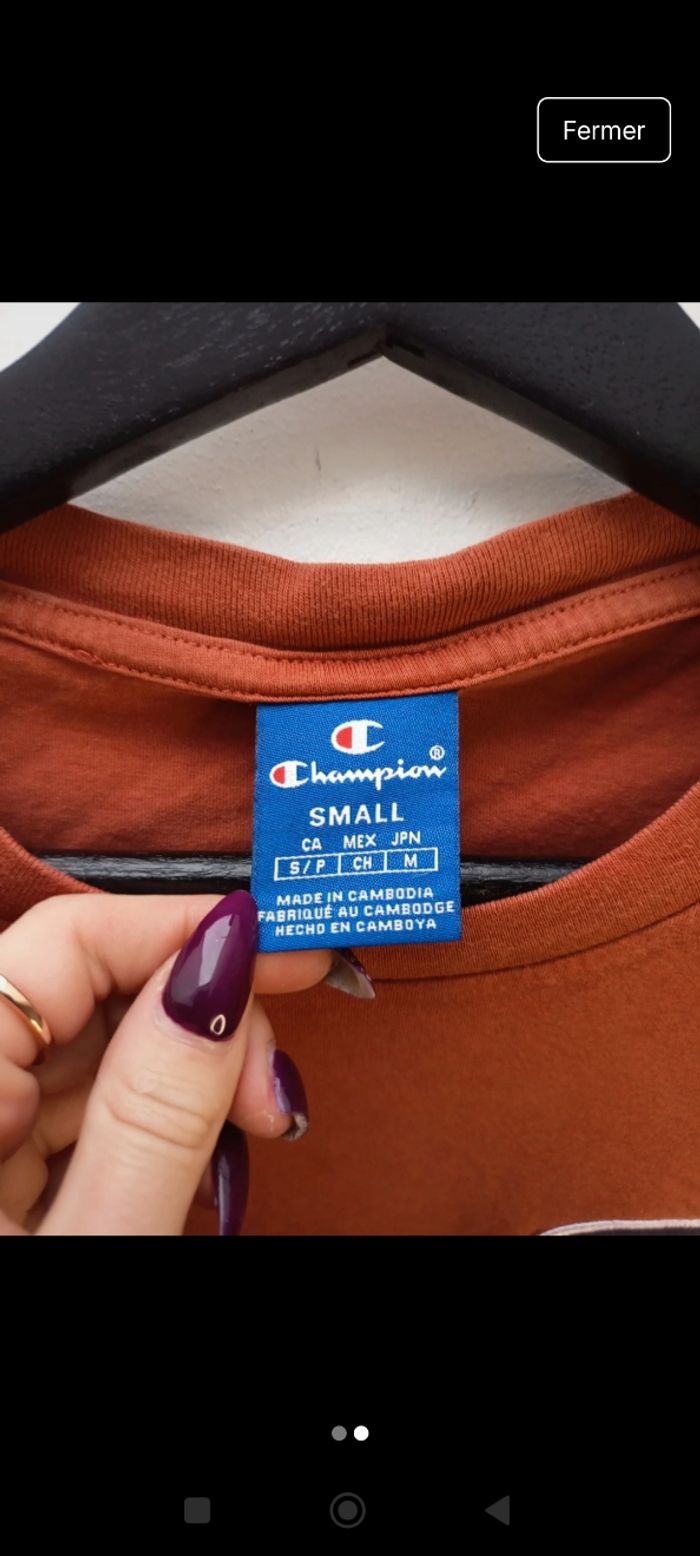 Fermer
Champion®
SMALL
CA MEX JPN
S/P CH M
MADE IN CAMBODIA
FABRIQUÉ AU CAMBODGE
HECHO EN CAMBOYA